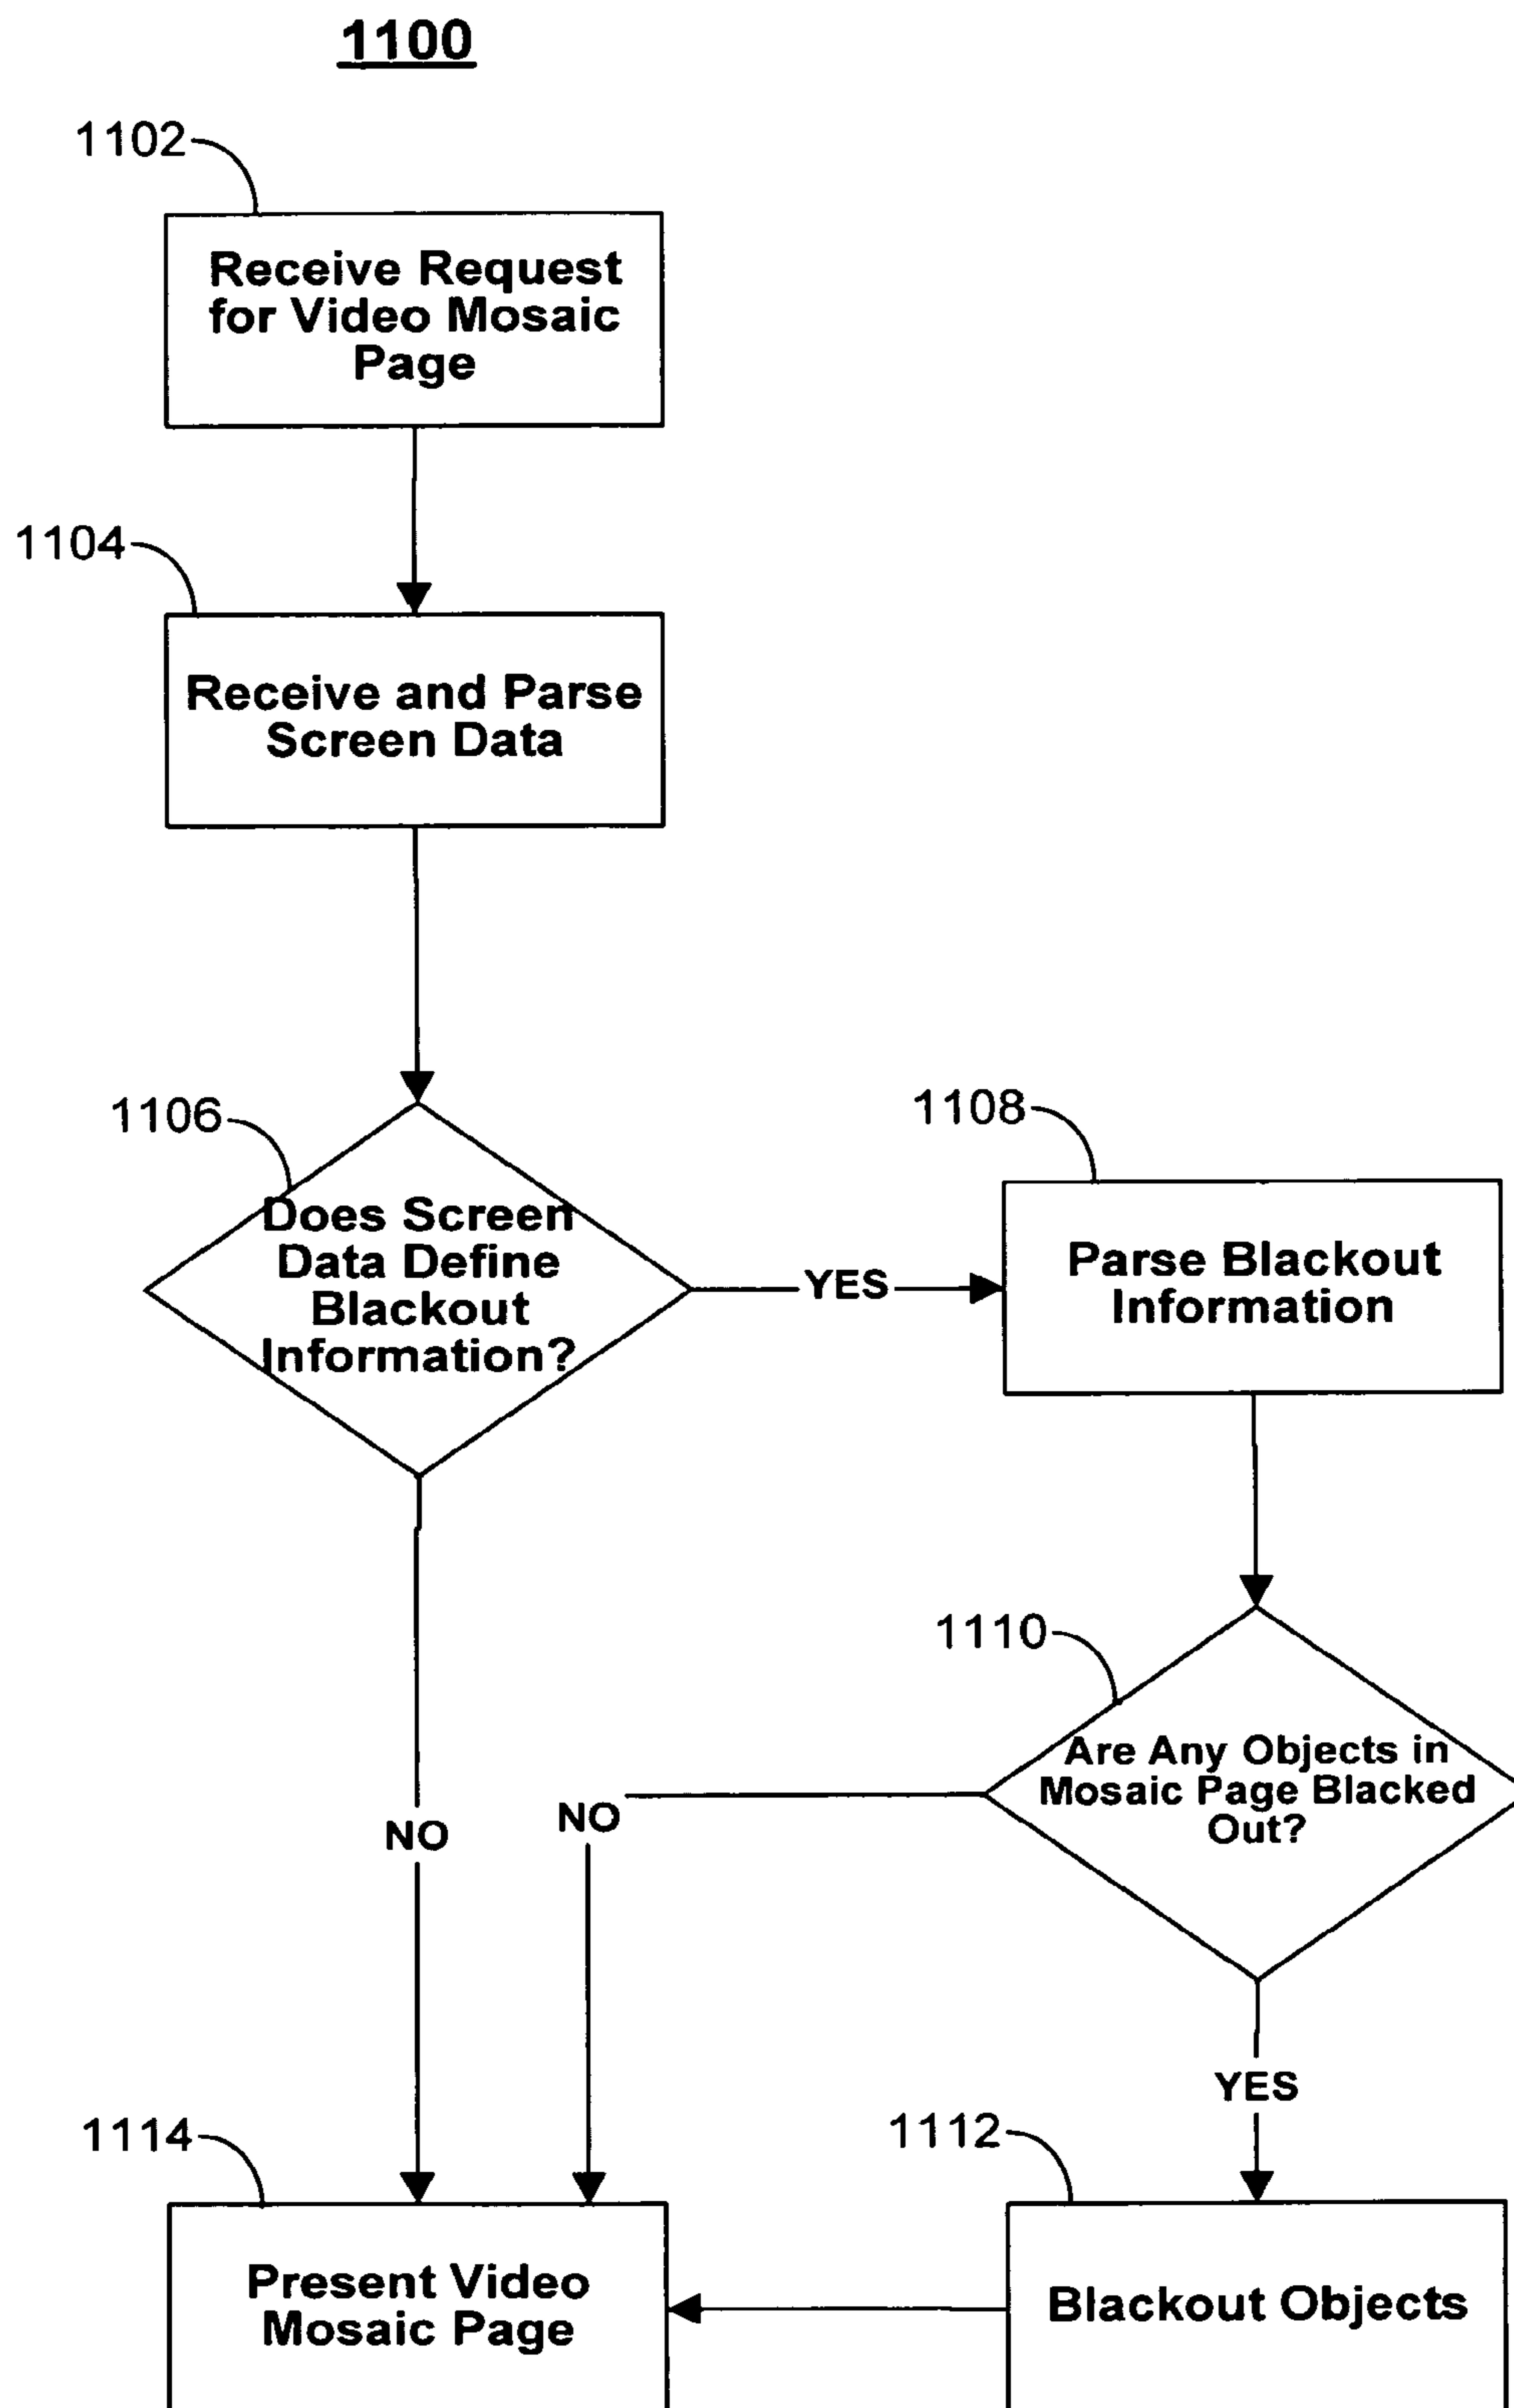 1100
1102
Receive Request
for Video Mosaic
Page
1104
Receive and Parse
Screen Data
1106
Does Screen
Data Define
Blackout
Information?
YES
1108
Parse Blackout
Information
1110
Are Any Objects in
Mosaic Page Blacked
Out?
NO
NO
YES
1114
Present Video
Mosaic Page
1112
Blackout Objects